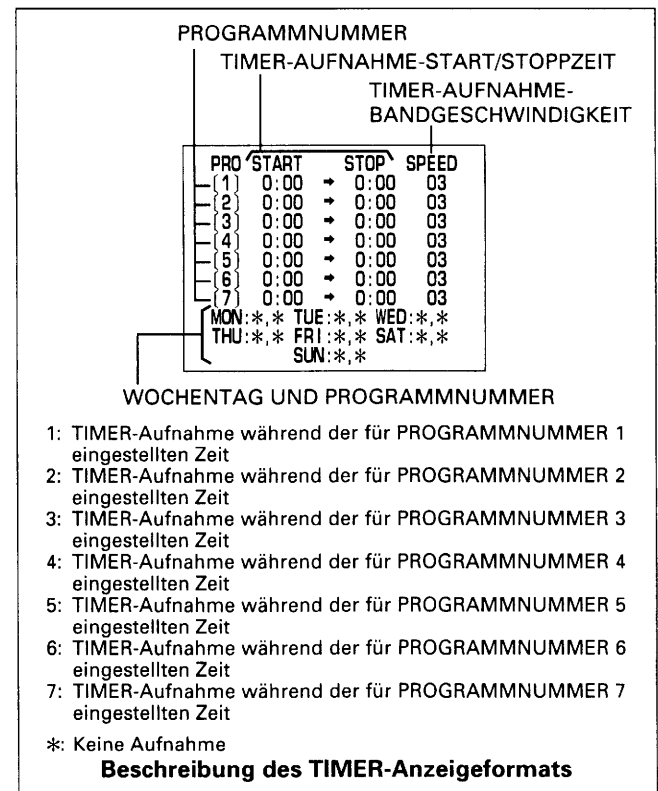 PROGRAMMNUMMER
TIMER-AUFNAHME-START/STOPPZEIT
TIMER-AUFNAHME-
BANDGESCHWINDIGKEIT
PRO START STOP SPEED
(1) 0:00 → 0:00 03
(2) 0:00 → 0:00 03
(3) 0:00 → 0:00 03
(4) 0:00 → 0:00 03
(5) 0:00 → 0:00 03
(6) 0:00 → 0:00 03
(7) 0:00 → 0:00 03
MON:*,* TUE:*,* WED:*,*
THU:*,* FRI:*,* SAT:*,*
SUN:*,*
WOCHENTAG UND PROGRAMMNUMMER
1: TIMER-Aufnahme während der für PROGRAMMNUMMER 1
eingestellten Zeit
2: TIMER-Aufnahme während der für PROGRAMMNUMMER 2
eingestellten Zeit
3: TIMER-Aufnahme während der für PROGRAMMNUMMER 3
eingestellten Zeit
4: TIMER-Aufnahme während der für PROGRAMMNUMMER 4
eingestellten Zeit
5: TIMER-Aufnahme während der für PROGRAMMNUMMER 5
eingestellten Zeit
6: TIMER-Aufnahme während der für PROGRAMMNUMMER 6
eingestellten Zeit
7: TIMER-Aufnahme während der für PROGRAMMNUMMER 7
eingestellten Zeit
*: Keine Aufnahme
Beschreibung des TIMER-Anzeigeformats